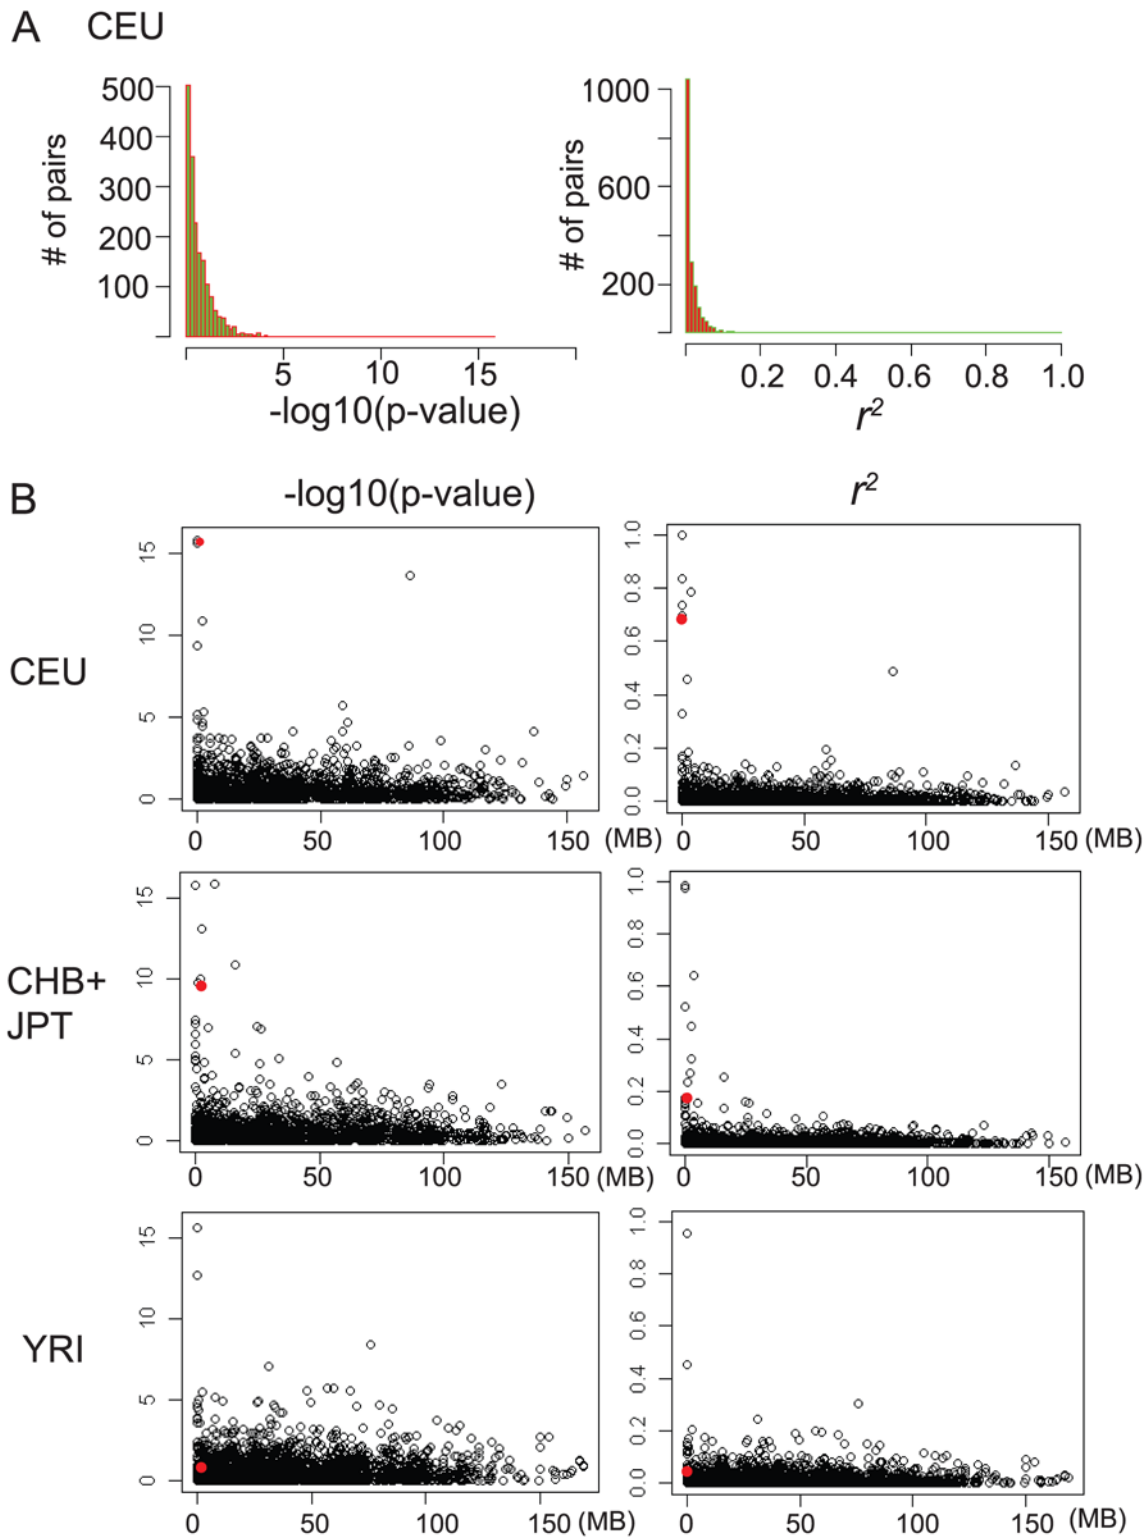 A CEU
500
400
300
200
100
# of pairs
5 10 15
-log10(p-value)
1000
600
200
# of pairs
0.2 0.4 0.6 0.8 1.0
r²
B -log10(p-value) r²
CEU
15
10
5
0
0 50 100 150 (MB)
1.0
0.8
0.6
0.4
0.2
0.0
0 50 100 150 (MB)
CHB+
JPT
15
10
5
0
0 50 100 150 (MB)
1.0
0.8
0.6
0.4
0.2
0.0
0 50 100 150 (MB)
YRI
15
10
5
0
0 50 100 150 (MB)
1.0
0.8
0.6
0.4
0.2
0.0
0 50 100 150 (MB)